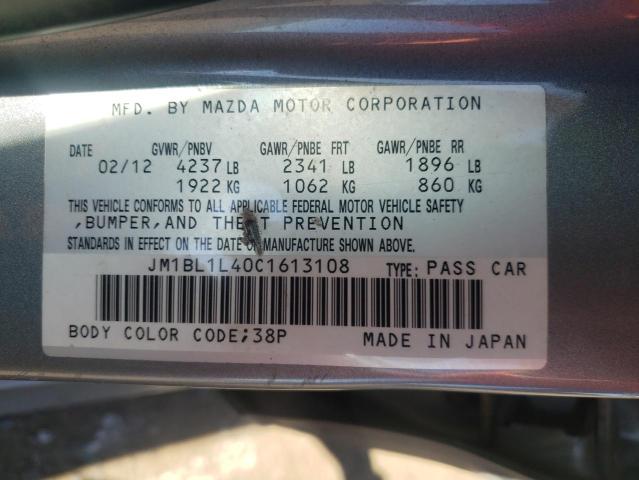 MFD. BY MAZDA MOTOR CORPORATION
DATE GVWR/PNBV GAWR/PNBE FRT GAWR/PNBE RR
02/12 4237 LB 2341 LB 1896 LB
1922 KG 1062 KG 860 KG
THIS VEHICLE CONFORMS TO ALL APPLICABLE FEDERAL MOTOR VEHICLE SAFETY
,BUMPER,AND THEFT PREVENTION
STANDARDS IN EFFECT ON THE DATE OF MANUFACTURE SHOWN ABOVE.
JM1BL1L40C1613108 TYPE: PASS CAR
BODY COLOR CODE;38P MADE IN JAPAN